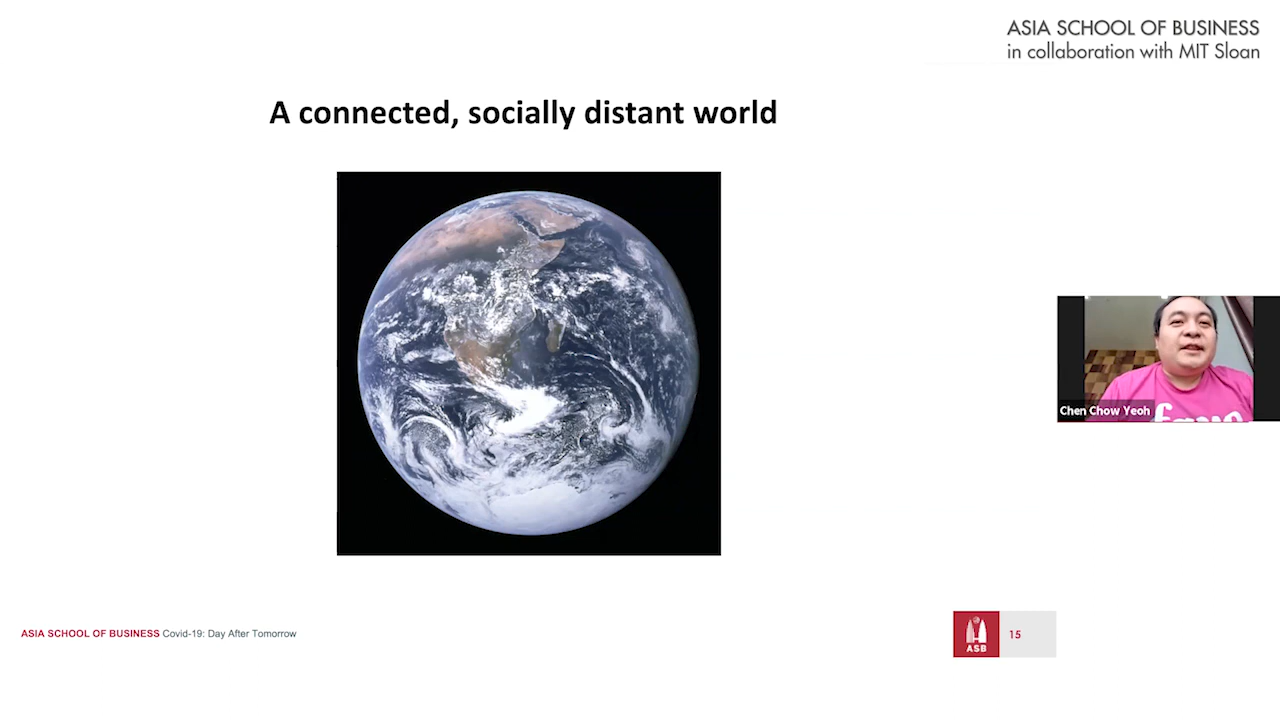 ASIA SCHOOL OF BUSINESS
in collaboration with MIT Sloan
A connected, socially distant world
Chen Chow Yeoh
ASIA SCHOOL OF BUSINESS Covid-19: Day After Tomorrow
ASB
15